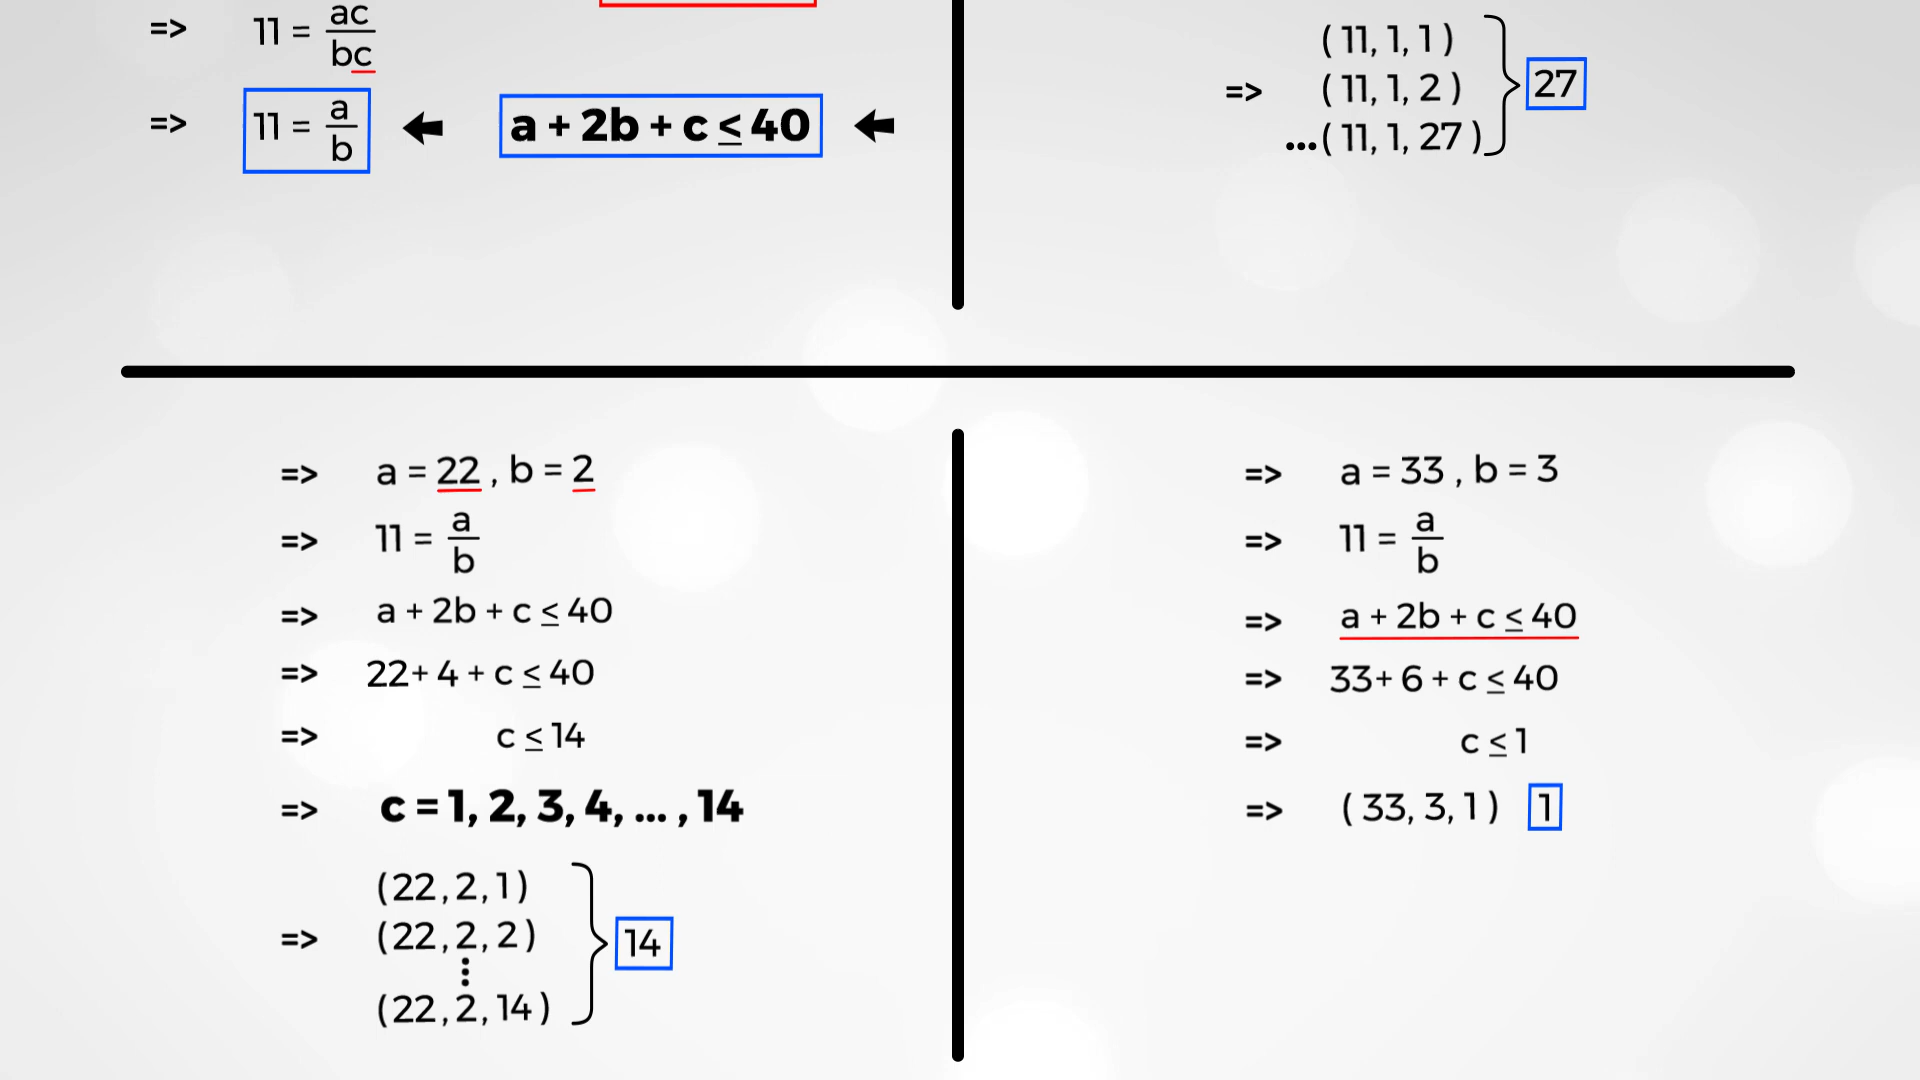 => 11 = ac/bc
=> 11 = a/b
a + 2b + c ≤ 40
( 11, 1, 1 )
=> ( 11, 1, 2 ) 27
...( 11, 1, 27 )
=> a = 22 , b = 2
=> 11 = a/b
=> a + 2b + c ≤ 40
=> 22+ 4 + c ≤ 40
=> c ≤ 14
=> c = 1, 2, 3, 4, ... , 14
(22, 2, 1 )
=> (22, 2, 2 ) 14
⋮
(22, 2, 14 )
=> a = 33 , b = 3
=> 11 = a/b
=> a + 2b + c ≤ 40
=> 33+ 6 + c ≤ 40
=> c ≤ 1
=> ( 33, 3, 1 ) 1